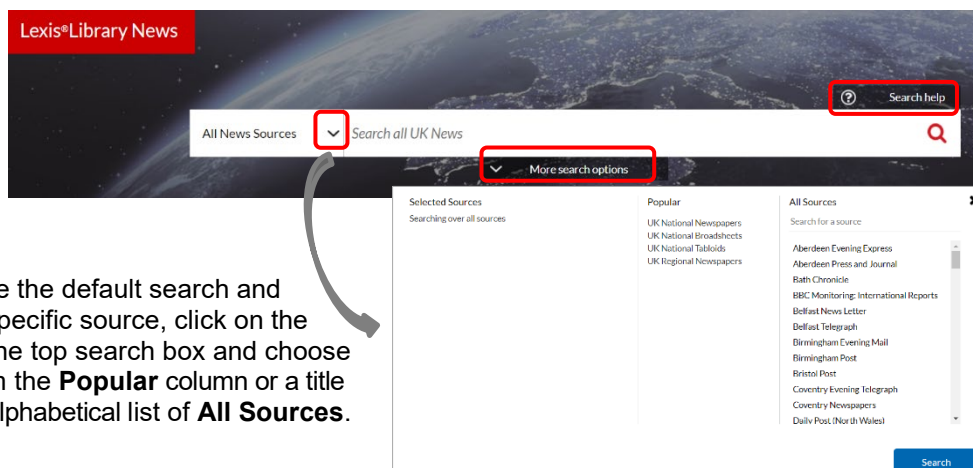 Lexis®Library News
Search help
All News Sources
Search all UK News
More search options
Selected Sources
Searching over all sources
Popular
UK National Newspapers
UK National Broadsheets
UK National Tabloids
UK Regional Newspapers
All Sources
Search for a source
Aberdeen Evening Express
Aberdeen Press and Journal
Bath Chronicle
BBC Monitoring: International Reports
Belfast News Letter
Belfast Telegraph
Birmingham Evening Mail
Birmingham Post
Bristol Post
Coventry Evening Telegraph
Coventry Newspapers
Daily Post (North Wales)
Search
e the default search and
pecific source, click on the
ne top search box and choose
n the Popular column or a title
lphabetical list of All Sources.